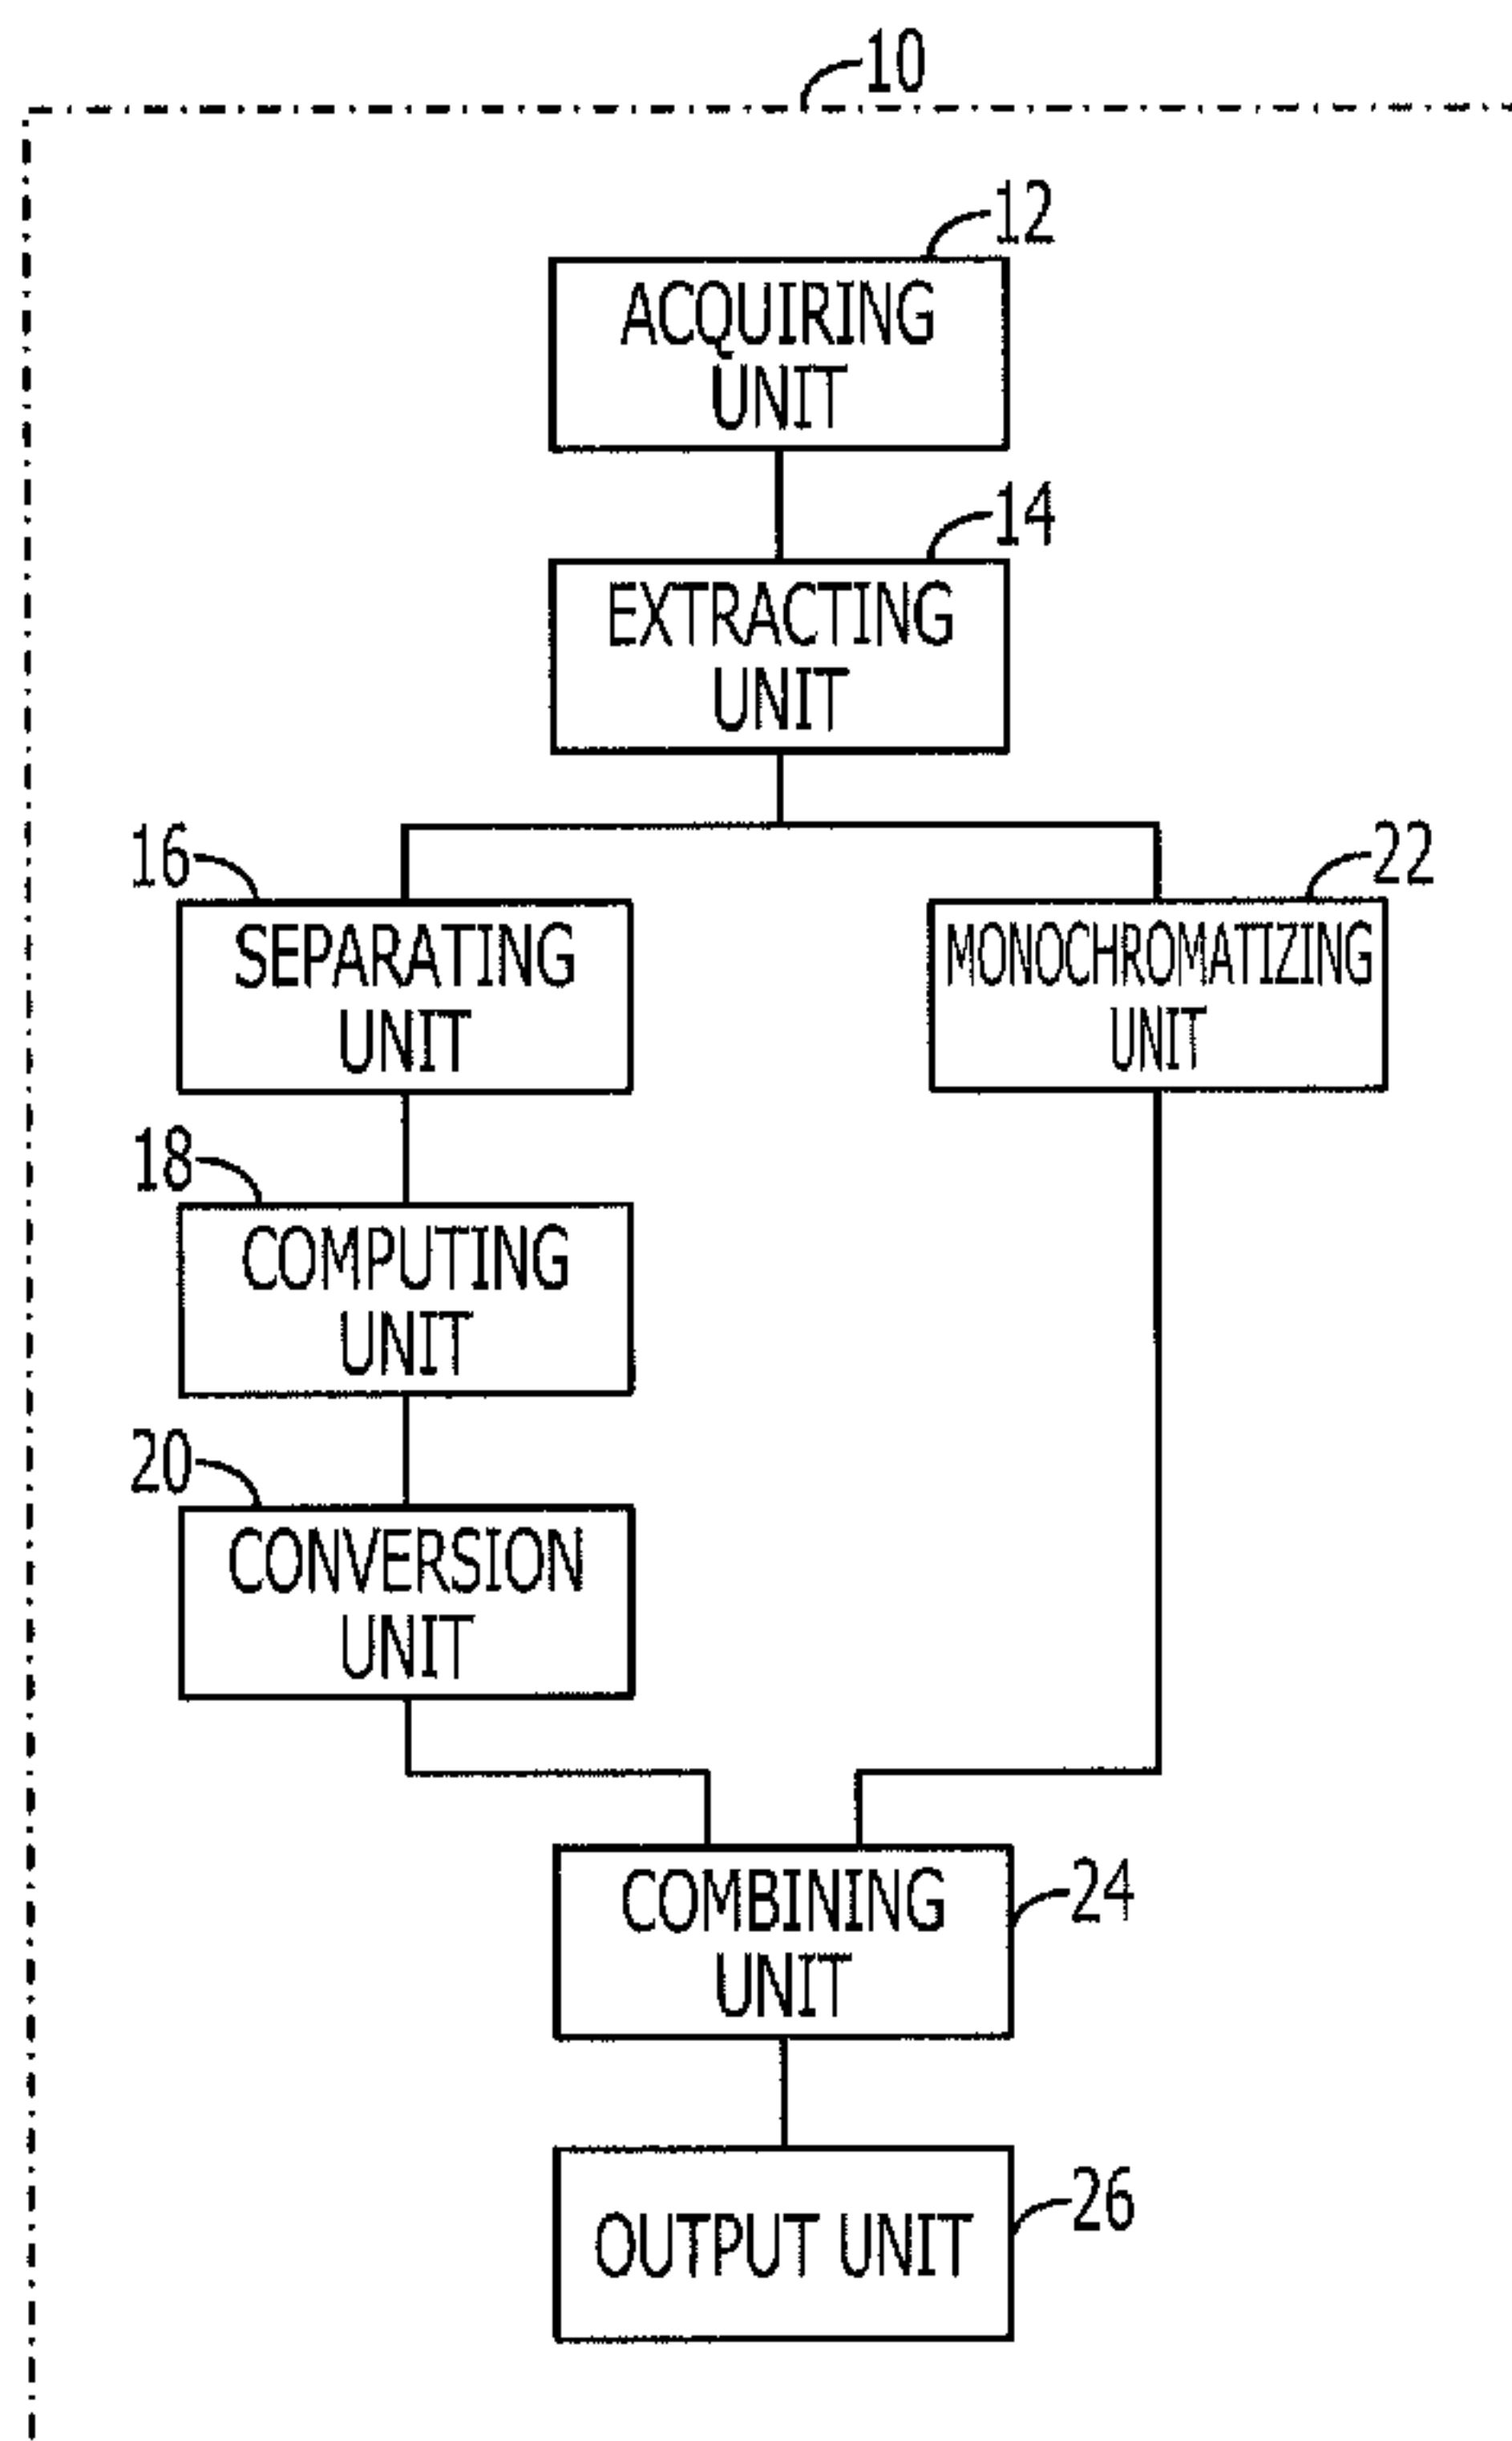 10
12
ACQUIRING
UNIT
14
EXTRACTING
UNIT
16
SEPARATING
UNIT
22
MONOCHROMATIZING
UNIT
18
COMPUTING
UNIT
20
CONVERSION
UNIT
COMBINING
UNIT
24
OUTPUT UNIT
26